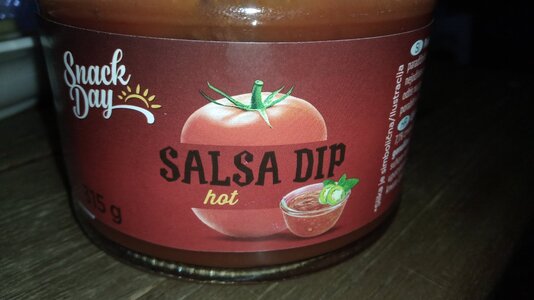 Snack
Day
SALSA DIP
hot
315 g
*Slika je simbolična/Ilustracija